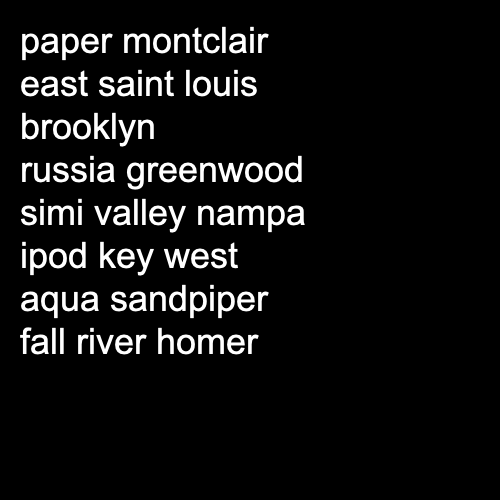 paper montclair
east saint louis
brooklyn
russia greenwood
simi valley nampa
ipod key west
aqua sandpiper
fall river homer